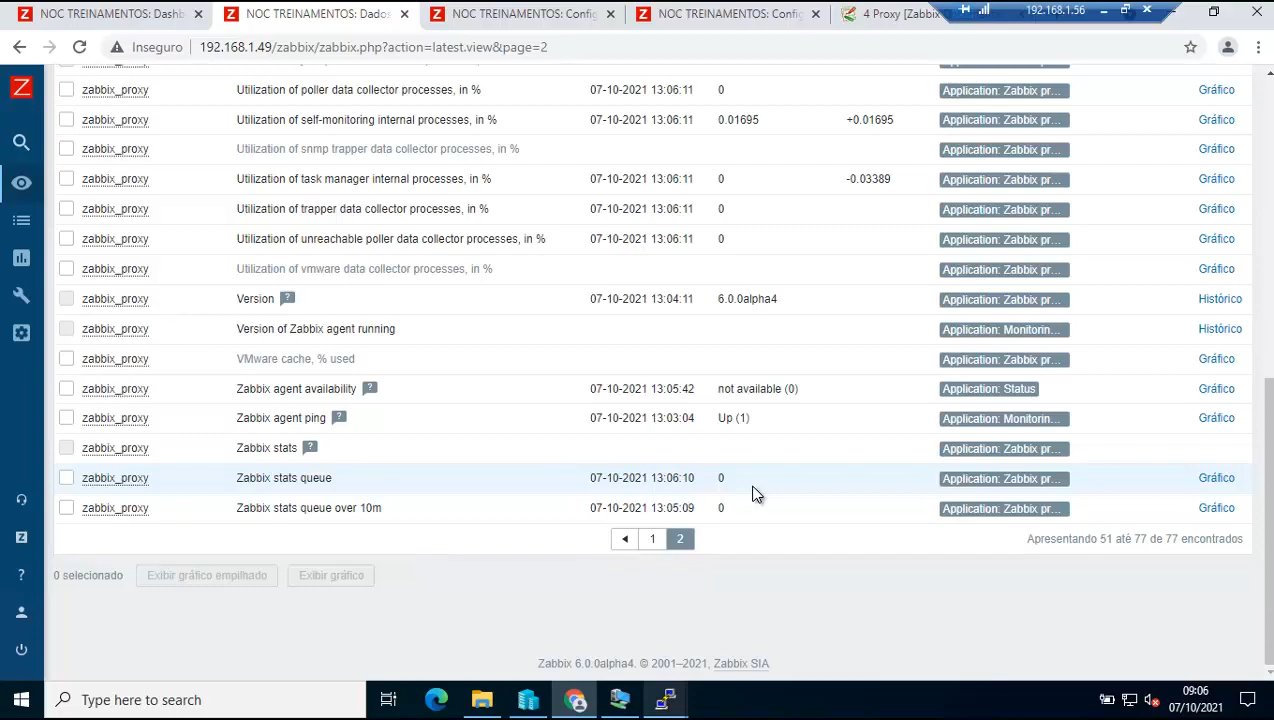 NOC TREINAMENTOS: Dashb
NOC TREINAMENTOS: Dados
NOC TREINAMENTOS: Config
NOC TREINAMENTOS: Config
4 Proxy [Zabbix
192.168.1.56
Inseguro 192.168.1.49/zabbix/zabbix.php?action=latest.view&page=2
zabbix_proxy Utilization of poller data collector processes, in % 07-10-2021 13:06:11 0 Application: Zabbix pr... Gráfico
zabbix_proxy Utilization of self-monitoring internal processes, in % 07-10-2021 13:06:11 0.01695 +0.01695 Application: Zabbix pr... Gráfico
zabbix_proxy Utilization of snmp trapper data collector processes, in % Application: Zabbix pr... Gráfico
zabbix_proxy Utilization of task manager internal processes, in % 07-10-2021 13:06:11 0 -0.03389 Application: Zabbix pr... Gráfico
zabbix_proxy Utilization of trapper data collector processes, in % 07-10-2021 13:06:11 0 Application: Zabbix pr... Gráfico
zabbix_proxy Utilization of unreachable poller data collector processes, in % 07-10-2021 13:06:11 0 Application: Zabbix pr... Gráfico
zabbix_proxy Utilization of vmware data collector processes, in % Application: Zabbix pr... Gráfico
zabbix_proxy Version ? 07-10-2021 13:04:11 6.0.0alpha4 Application: Zabbix pr... Histórico
zabbix_proxy Version of Zabbix agent running Application: Monitorin... Histórico
zabbix_proxy VMware cache, % used Application: Zabbix pr... Gráfico
zabbix_proxy Zabbix agent availability ? 07-10-2021 13:05:42 not available (0) Application: Status Gráfico
zabbix_proxy Zabbix agent ping ? 07-10-2021 13:03:04 Up (1) Application: Monitorin... Gráfico
zabbix_proxy Zabbix stats ? Application: Zabbix pr...
zabbix_proxy Zabbix stats queue 07-10-2021 13:06:10 0 Application: Zabbix pr... Gráfico
zabbix_proxy Zabbix stats queue over 10m 07-10-2021 13:05:09 0 Application: Zabbix pr... Gráfico
1 2 Apresentando 51 até 77 de 77 encontrados
0 selecionado Exibir gráfico empilhado Exibir gráfico
Zabbix 6.0.0alpha4. © 2001–2021, Zabbix SIA
Type here to search
09:06
07/10/2021